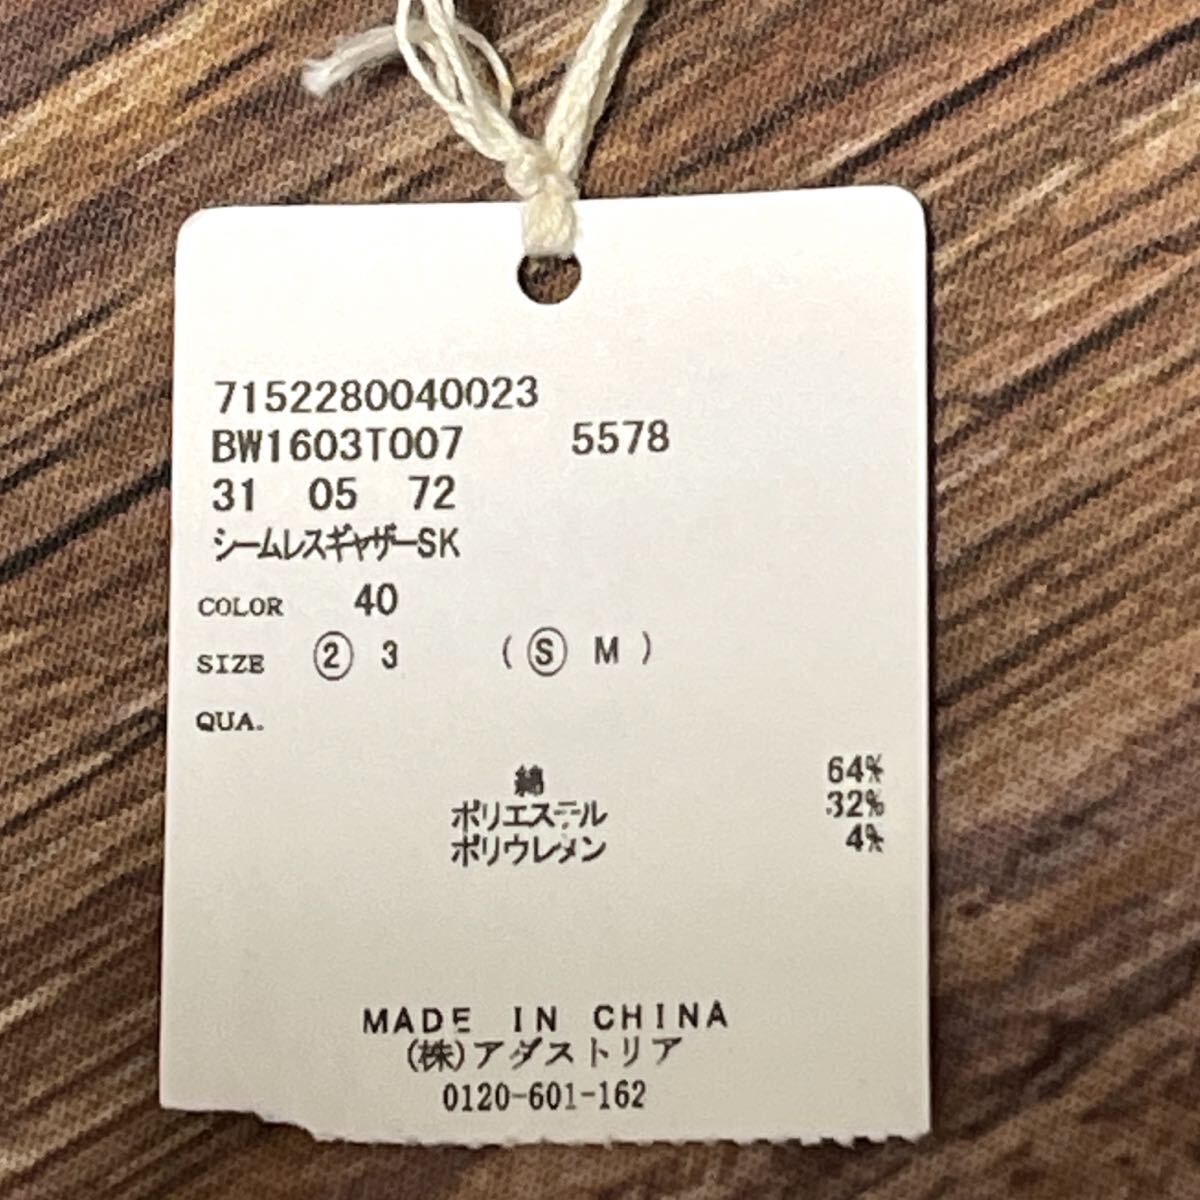 7152280040023
BW1603T007 5578
31 05 72
シームレスギャザーSK
COLOR 40
SIZE ② 3 ( Ⓢ M )
QUA.
綿 64%
ポリエステル 32%
ポリウレタン 4%
MADE IN CHINA
(株)アダストリア
0120-601-162